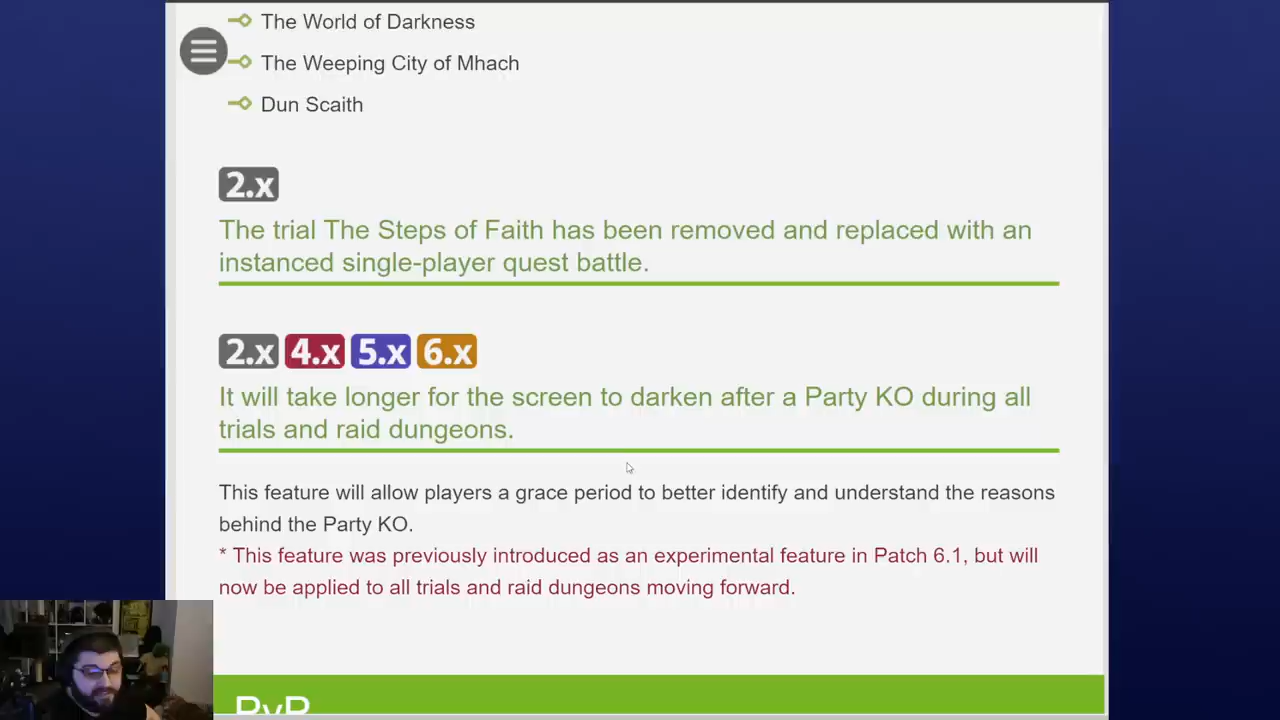 The World of Darkness
The Weeping City of Mhach
Dun Scaith
2.x
The trial The Steps of Faith has been removed and replaced with an
instanced single-player quest battle.
2.x 4.x 5.x 6.x
It will take longer for the screen to darken after a Party KO during all
trials and raid dungeons.
This feature will allow players a grace period to better identify and understand the reasons
behind the Party KO.
* This feature was previously introduced as an experimental feature in Patch 6.1, but will
now be applied to all trials and raid dungeons moving forward.
PvP